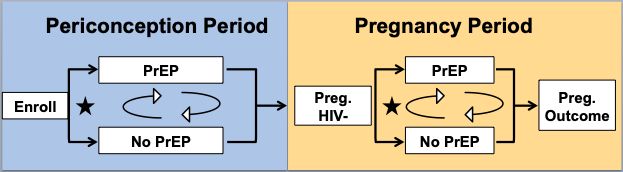 Periconception Period
Pregnancy Period
Enroll
PrEP
No PrEP
Preg.
HIV-
PrEP
No PrEP
Preg.
Outcome